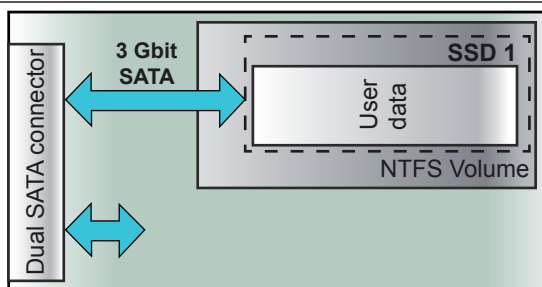 Dual SATA connector
3 Gbit
SATA
SSD 1
User
data
NTFS Volume